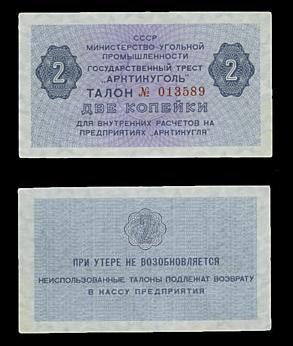 СССР
МИНИСТЕРСТВО УГОЛЬНОЙ
ПРОМЫШЛЕННОСТИ
ГОСУДАРСТВЕННЫЙ ТРЕСТ
2 "АРКТИКУГОЛЬ" 2
ТАЛОН № 013589
ДВЕ КОПЕЙКИ
ДЛЯ ВНУТРЕННИХ РАСЧЕТОВ НА
ПРЕДПРИЯТИЯХ "АРКТИКУГЛЯ"
2
ПРИ УТЕРЕ НЕ ВОЗОБНОВЛЯЕТСЯ
НЕИСПОЛЬЗОВАННЫЕ ТАЛОНЫ ПОДЛЕЖАТ ВОЗВРАТУ
В КАССУ ПРЕДПРИЯТИЯ